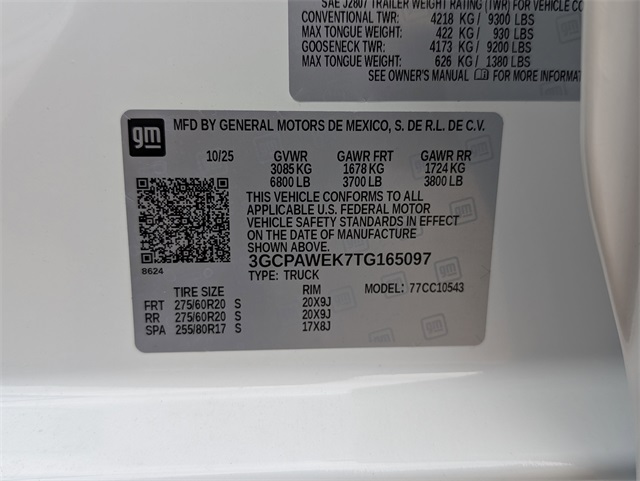 SAE J2807 TRAILER WEIGHT RATING (TWR) FOR VEHICLE CO
CONVENTIONAL TWR: 4218 KG / 9300 LBS
MAX TONGUE WEIGHT: 422 KG / 930 LBS
GOOSENECK TWR: 4173 KG / 9200 LBS
MAX TONGUE WEIGHT: 626 KG / 1380 LBS
SEE OWNER'S MANUAL FOR MORE INFORMAT
gm MFD BY GENERAL MOTORS DE MEXICO, S. DE R.L. DE C.V.
10/25 GVWR GAWR FRT GAWR RR
3085 KG 1678 KG 1724 KG
6800 LB 3700 LB 3800 LB
THIS VEHICLE CONFORMS TO ALL
APPLICABLE U.S. FEDERAL MOTOR
VEHICLE SAFETY STANDARDS IN EFFECT
ON THE DATE OF MANUFACTURE
SHOWN ABOVE.
3GCPAWEK7TG165097
8624
TYPE: TRUCK
TIRE SIZE RIM MODEL: 77CC10543
FRT 275/60R20 S 20X9J
RR 275/60R20 S 20X9J
SPA 255/80R17 S 17X8J